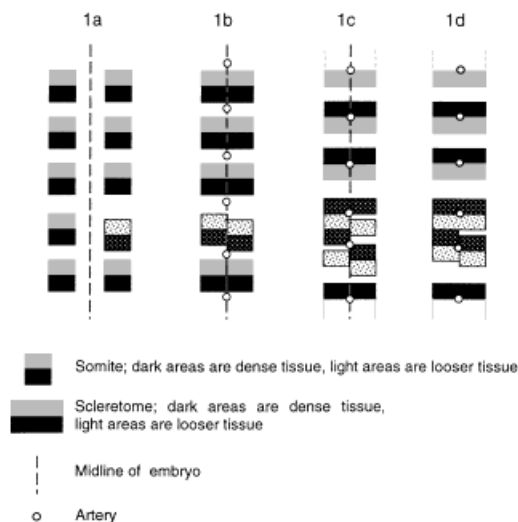 1a 1b 1c 1d
Somite; dark areas are dense tissue, light areas are looser tissue
Scleretome; dark areas are dense tissue,
light areas are looser tissue
Midline of embryo
Artery